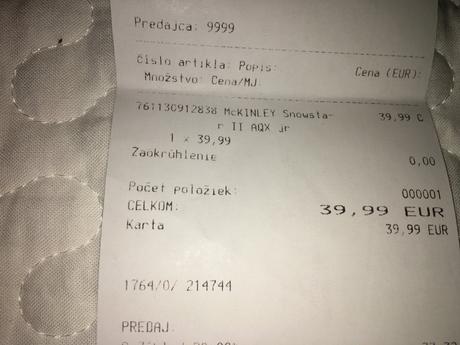 Predajca: 9999
Číslo artikla: Popis:
Množstvo: Cena/MJ: Cena (EUR):
761130912838 McKINLEY Snowsta- 39,99 C
r II AQX jr
1 x 39,99
Zaokrúhlenie 0,00
Počet položiek: 000001
CELKOM: 39,99 EUR
Karta 39,99 EUR
1764/0/ 214744
PREDAJ: